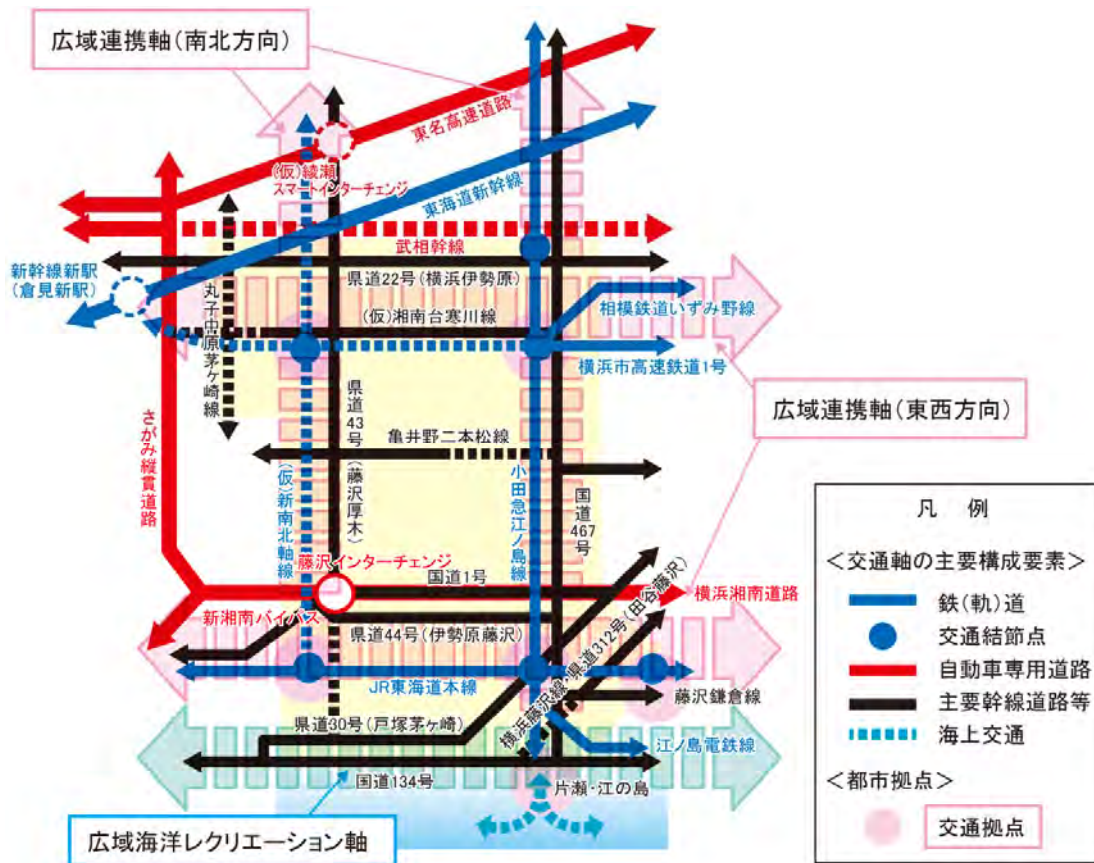 広域連携軸(南北方向)
東名高速道路
(仮)綾瀬
スマートインターチェンジ
東海道新幹線
武相幹線
新幹線新駅
(倉見新駅)
県道22号(横浜伊勢原)
丸子中原茅ヶ崎線
(仮)湘南台寒川線
相模鉄道いずみ野線
横浜市高速鉄道1号
広域連携軸(東西方向)
さがみ縦貫道路
県道43号(藤沢厚木)
亀井野二本松線
(仮)新南北軸線
小田急江ノ島線
国道467号
藤沢インターチェンジ
国道1号
横浜湘南道路
新湘南バイパス
県道44号(伊勢原藤沢)
横浜藤沢線・県道312号(田谷藤沢)
JR東海道本線
藤沢鎌倉線
県道30号(戸塚茅ヶ崎)
江ノ島電鉄線
国道134号
片瀬・江の島
広域海洋レクリエーション軸
凡 例
<交通軸の主要構成要素>
鉄(軌)道
交通結節点
自動車専用道路
主要幹線道路等
海上交通
<都市拠点>
交通拠点